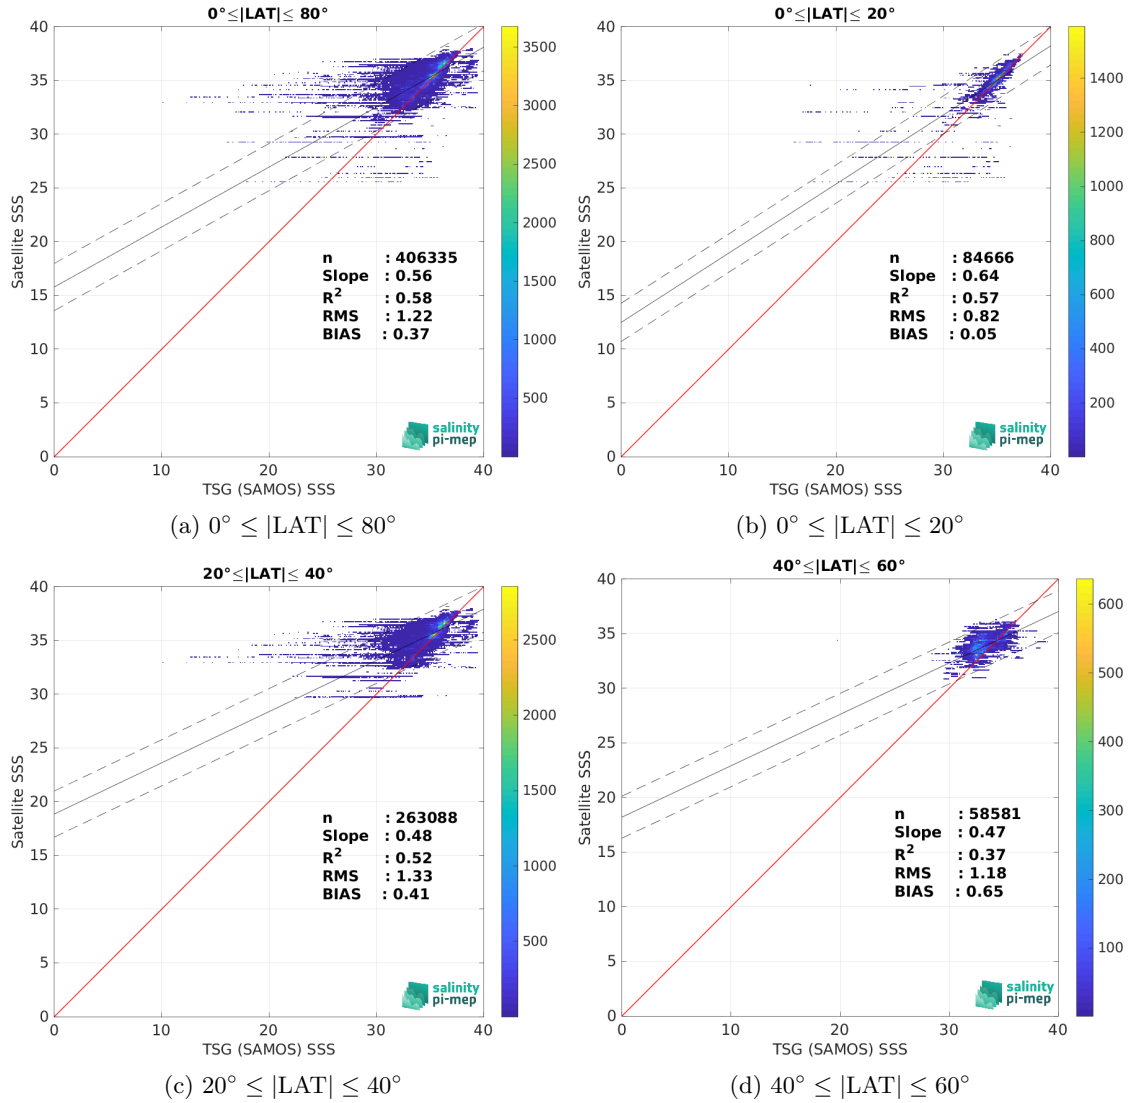 0°≤|LAT|≤ 80°
40
35
30
25
20
15
10
5
0
Satellite SSS
0
10
20
30
40
TSG (SAMOS) SSS
n : 406335
Slope : 0.56
R2 : 0.58
RMS : 1.22
BIAS : 0.37
salinity
pi-mep
3500
3000
2500
2000
1500
1000
500
(a) 0° ≤ |LAT| ≤ 80°
0°≤|LAT|≤ 20°
40
35
30
25
20
15
10
5
0
Satellite SSS
0
10
20
30
40
TSG (SAMOS) SSS
n : 84666
Slope : 0.64
R2 : 0.57
RMS : 0.82
BIAS : 0.05
salinity
pi-mep
1400
1200
1000
800
600
400
200
(b) 0° ≤ |LAT| ≤ 20°
20°≤|LAT|≤ 40°
40
35
30
25
20
15
10
5
0
Satellite SSS
0
10
20
30
40
TSG (SAMOS) SSS
n : 263088
Slope : 0.48
R2 : 0.52
RMS : 1.33
BIAS : 0.41
salinity
pi-mep
2500
2000
1500
1000
500
(c) 20° ≤ |LAT| ≤ 40°
40°≤|LAT|≤ 60°
40
35
30
25
20
15
10
5
0
Satellite SSS
0
10
20
30
40
TSG (SAMOS) SSS
n : 58581
Slope : 0.47
R2 : 0.37
RMS : 1.18
BIAS : 0.65
salinity
pi-mep
600
500
400
300
200
100
(d) 40° ≤ |LAT| ≤ 60°